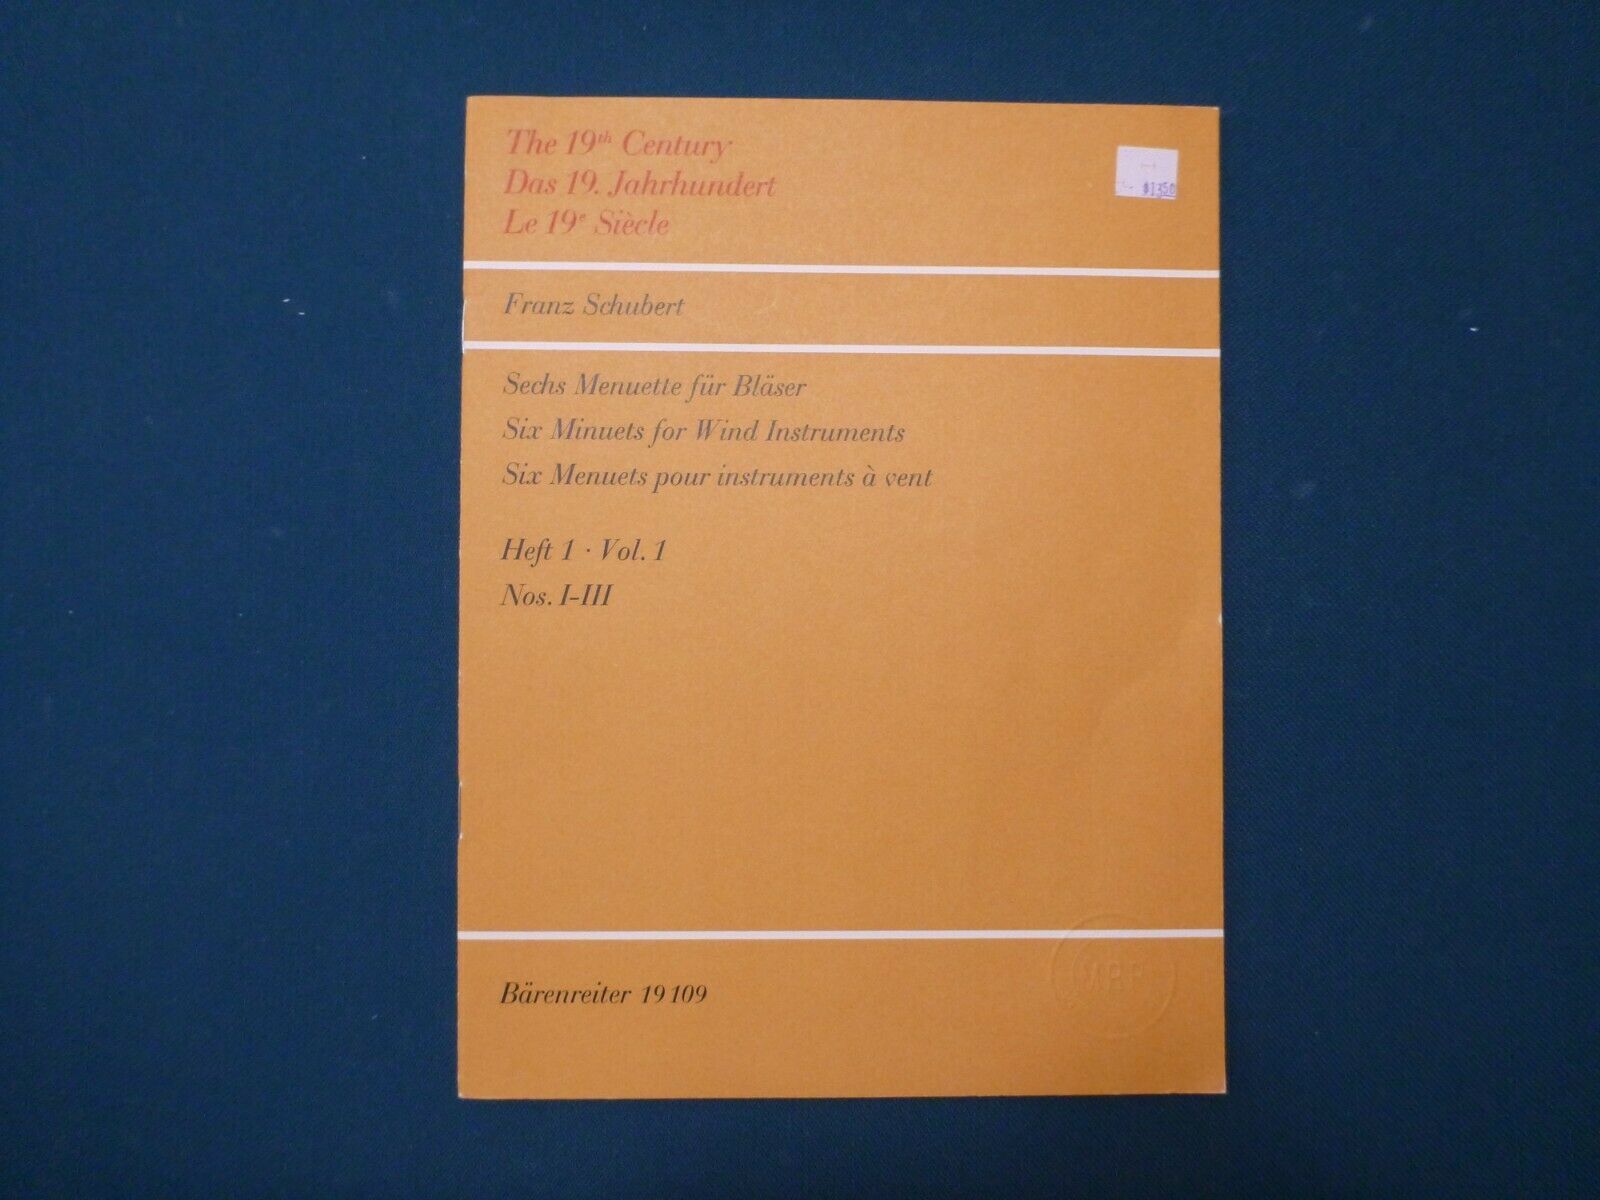 The 19th Century
Das 19. Jahrhundert
Le 19e Siècle
Franz Schubert
Sechs Menuette für Bläser
Six Minuets for Wind Instruments
Six Menuets pour instruments à vent
Heft 1 · Vol. 1
Nos. I-III
Bärenreiter 19109